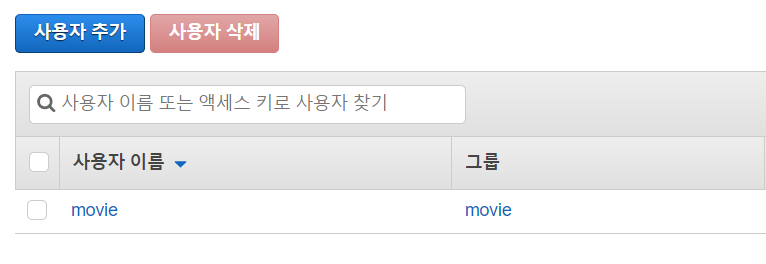 사용자 추가 사용자 삭제
사용자 이름 또는 액세스 키로 사용자 찾기
사용자 이름 그룹
movie movie